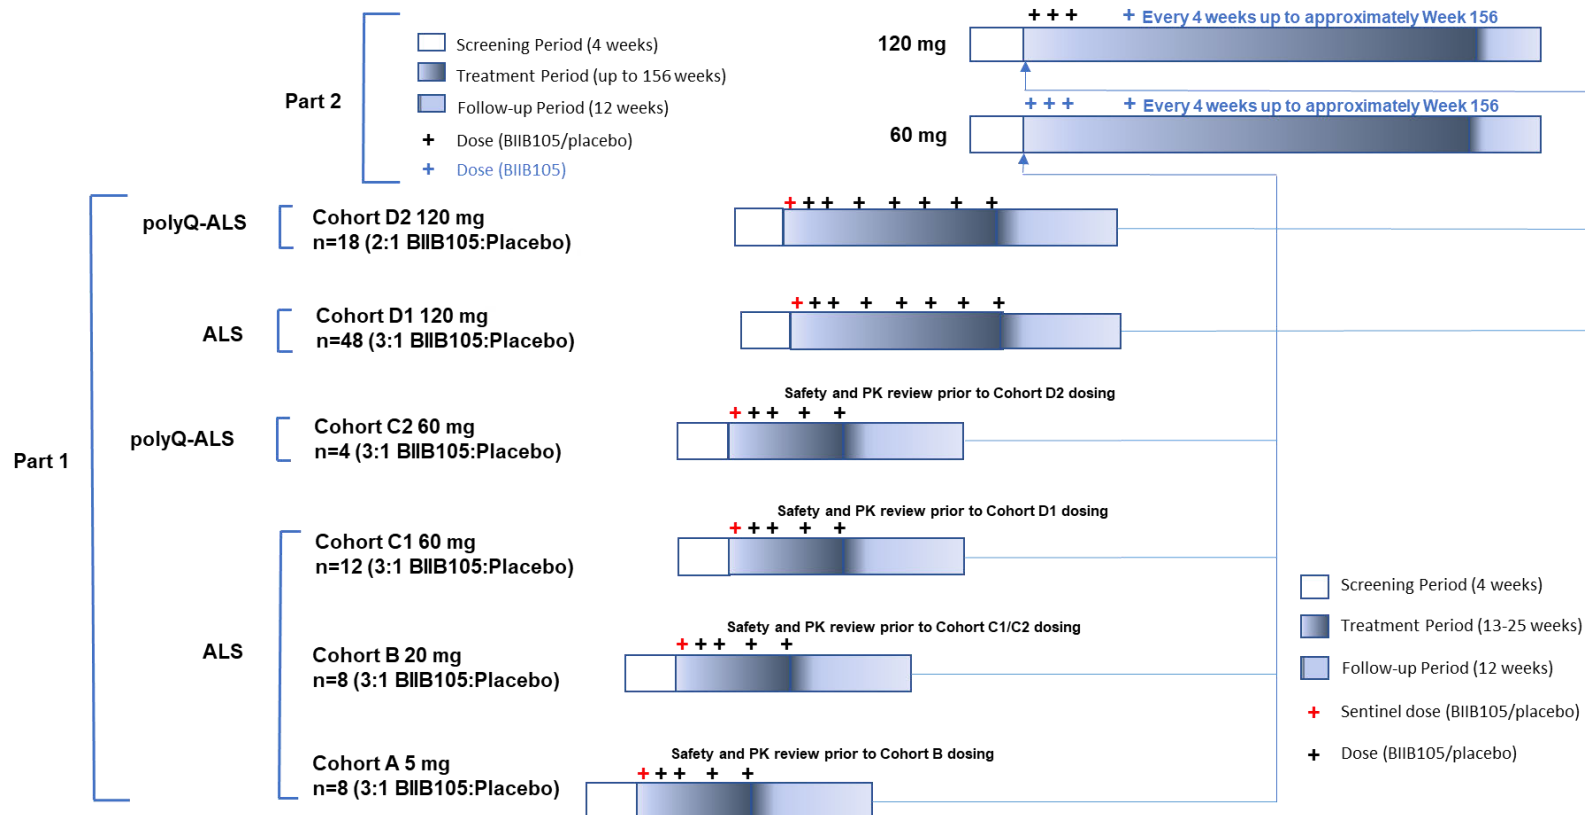 Part 2
Screening Period (4 weeks)
Treatment Period (up to 156 weeks)
Follow-up Period (12 weeks)
+ Dose (BIIB105/placebo)
+ Dose (BIIB105)
120 mg
+ + + + Every 4 weeks up to approximately Week 156
60 mg
+ + + + Every 4 weeks up to approximately Week 156
Part 1
polyQ-ALS
Cohort D2 120 mg
n=18 (2:1 BIIB105:Placebo)
+ + + + + + + +
ALS
Cohort D1 120 mg
n=48 (3:1 BIIB105:Placebo)
+ + + + + + + +
polyQ-ALS
Cohort C2 60 mg
n=4 (3:1 BIIB105:Placebo)
Safety and PK review prior to Cohort D2 dosing
+ + + + +
ALS
Cohort C1 60 mg
n=12 (3:1 BIIB105:Placebo)
Safety and PK review prior to Cohort D1 dosing
+ + + + +
Cohort B 20 mg
n=8 (3:1 BIIB105:Placebo)
Safety and PK review prior to Cohort C1/C2 dosing
+ + + + +
Cohort A 5 mg
n=8 (3:1 BIIB105:Placebo)
Safety and PK review prior to Cohort B dosing
+ + + + +
Screening Period (4 weeks)
Treatment Period (13-25 weeks)
Follow-up Period (12 weeks)
+ Sentinel dose (BIIB105/placebo)
+ Dose (BIIB105/placebo)